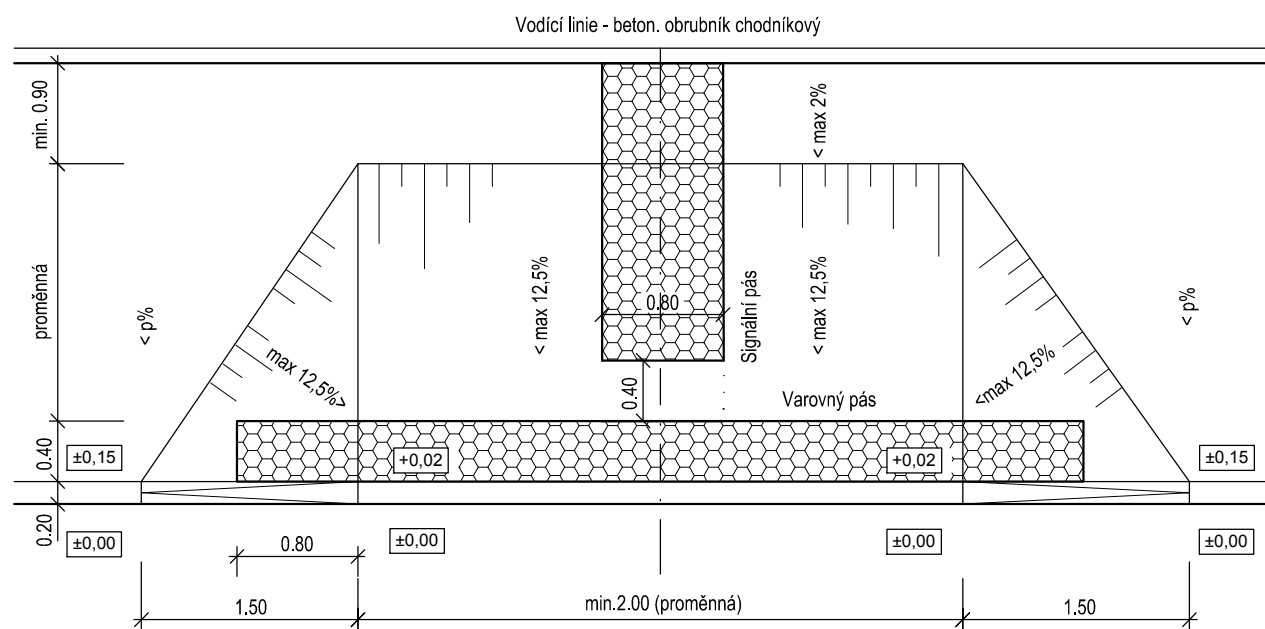 Vodící linie - beton. obrubník chodníkový
min. 0.90
< max 2%
proměnná
< p%
< max 12,5%
0.80
Signální pás
< max 12,5%
< p%
max 12,5%>
0.40
Varovný pás
<max 12,5%
0.40
±0,15
+0,02
+0,02
±0,15
0.20
±0,00
0.80
±0,00
±0,00
±0,00
1.50
min.2.00 (proměnná)
1.50